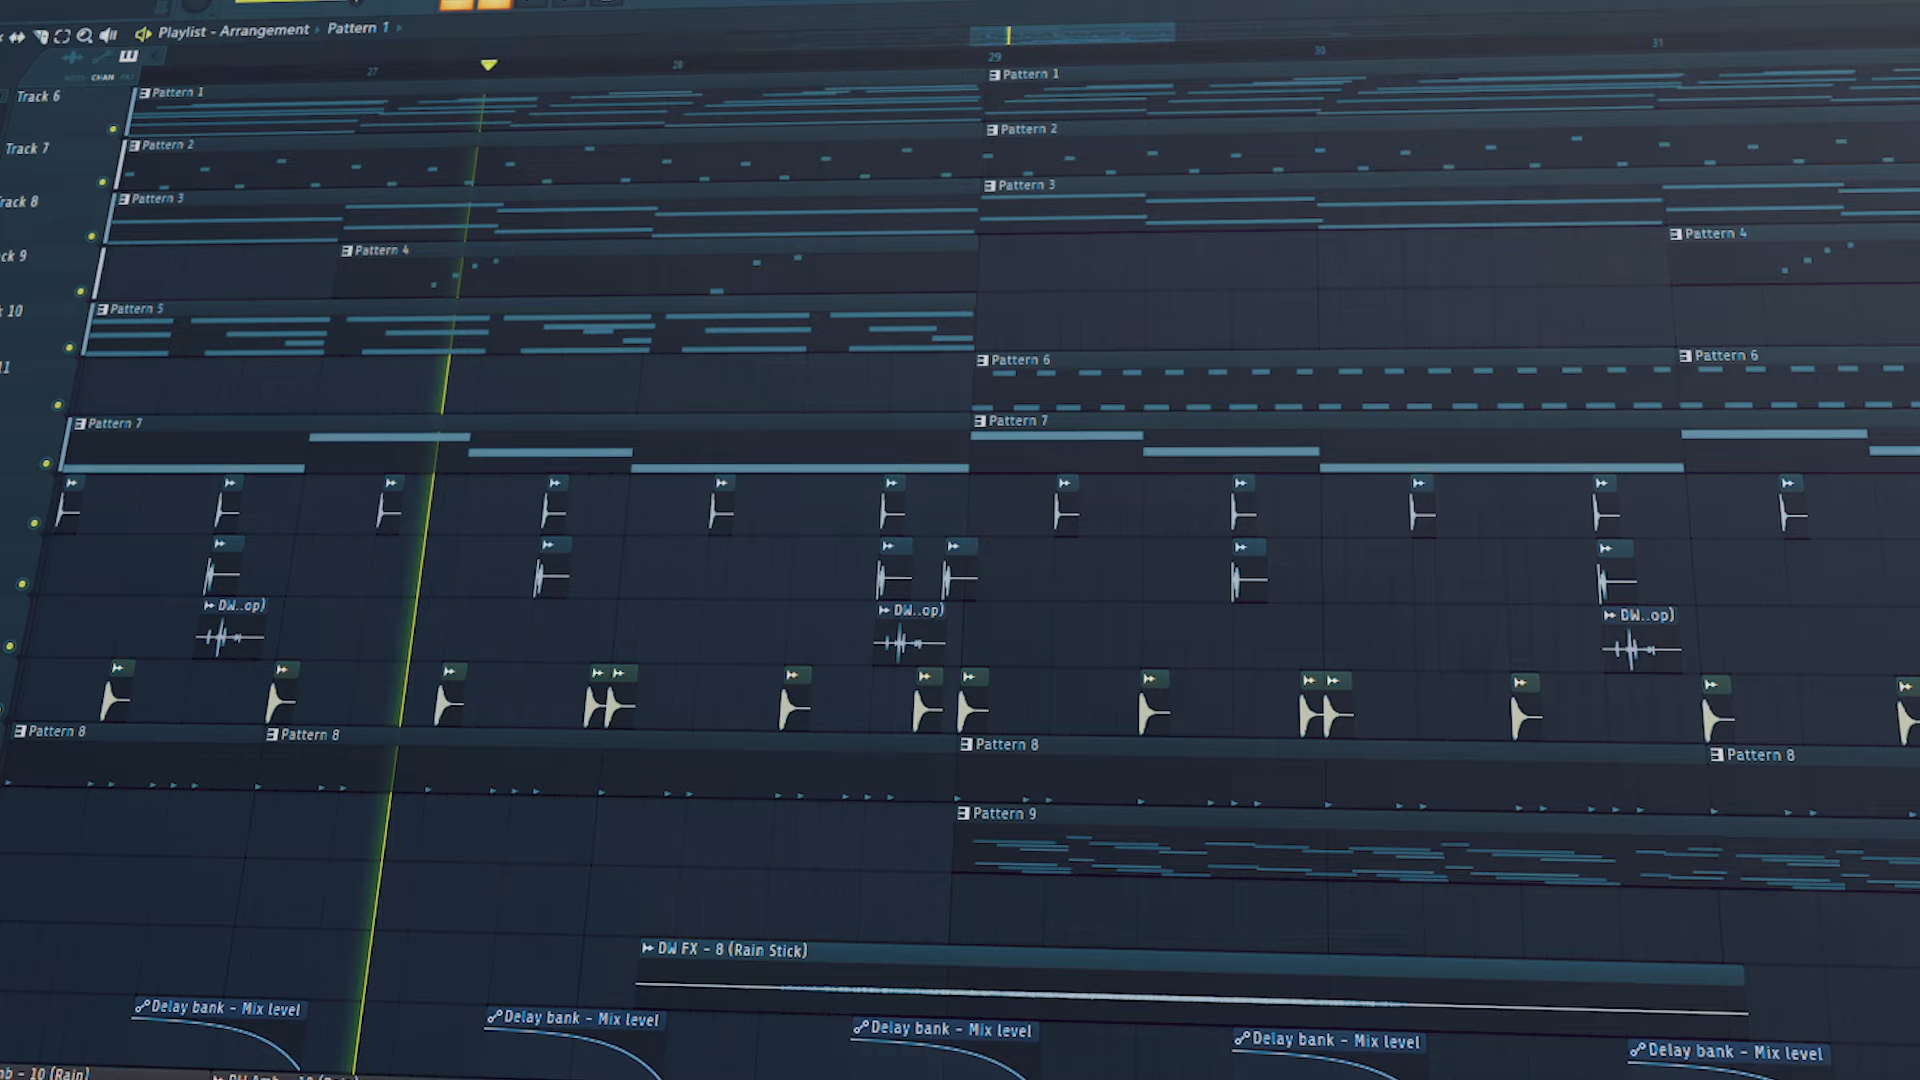 Playlist - Arrangement › Pattern 1 ›
27
28
29
30
31
CHAN
Track 6
Pattern 1
Pattern 1
Track 7
Pattern 2
Pattern 2
rack 8
Pattern 3
Pattern 3
ck 9
Pattern 4
Pattern 4
10
Pattern 5
11
Pattern 6
Pattern 6
Pattern 7
Pattern 7
DW..op)
DW..op)
DW..op)
Pattern 8
Pattern 8
Pattern 8
Pattern 8
Pattern 9
DW FX - 8 (Rain Stick)
Delay bank - Mix level
Delay bank - Mix level
Delay bank - Mix level
Delay bank - Mix level
Delay bank - Mix level
- 10 (Rain)